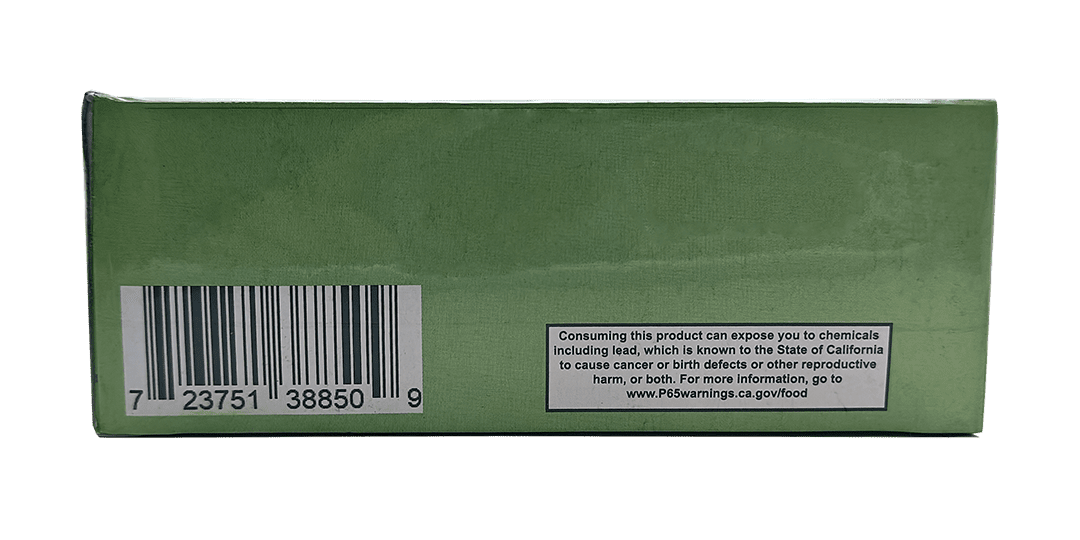 7 23751 38850 9
Consuming this product can expose you to chemicals
including lead, which is known to the State of California
to cause cancer or birth defects or other reproductive
harm, or both. For more information, go to
www.P65warnings.ca.gov/food